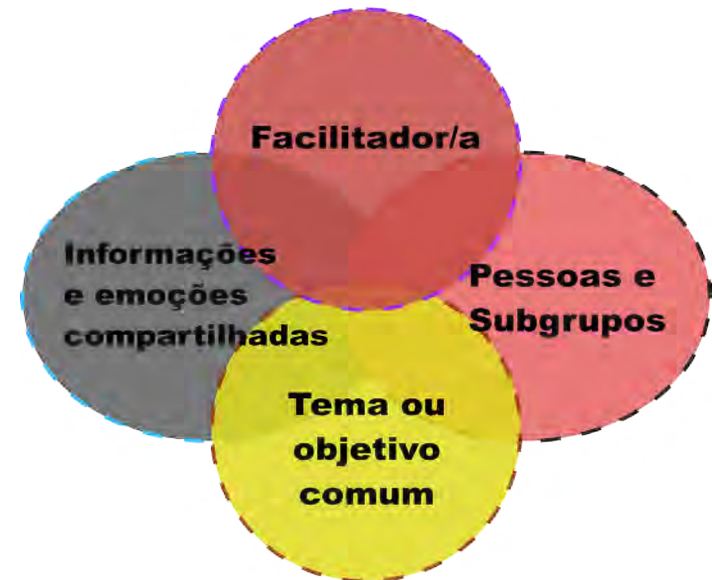 Facilitador/a
Informações
e emoções
compartilhadas
Pessoas e
Subgrupos
Tema ou
objetivo
comum